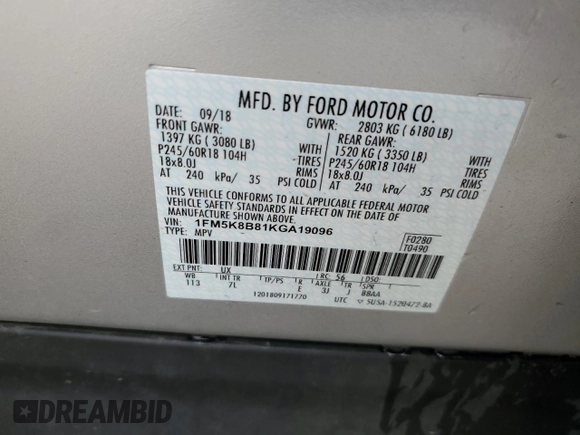 MFD. BY FORD MOTOR CO.
DATE: 09/18 GVWR: 2803 KG ( 6180 LB)
FRONT GAWR: REAR GAWR:
1397 KG ( 3080 LB) WITH 1520 KG ( 3350 LB) WITH
P245/60R18 104H TIRES P245/60R18 104H TIRES
18x8.0J RIMS 18x8.0J RIMS
AT 240 kPa/ 35 PSI COLD AT 240 kPa/ 35 PSI COLD
THIS VEHICLE CONFORMS TO ALL APPLICABLE FEDERAL MOTOR
VEHICLE SAFETY STANDARDS IN EFFECT ON THE DATE OF
MANUFACTURE SHOWN ABOVE.
VIN: 1FM5K8B81KGA19096
TYPE: MPV F0280
T0490
EXT PNT: UX RC: 56 DSO:
WB INT TR TP/PS R AXLE TR SPR
113 7L E 3J J 88AA
1201809171770 UTC ▽ 5U5A-1520472-BA
DREAMBID